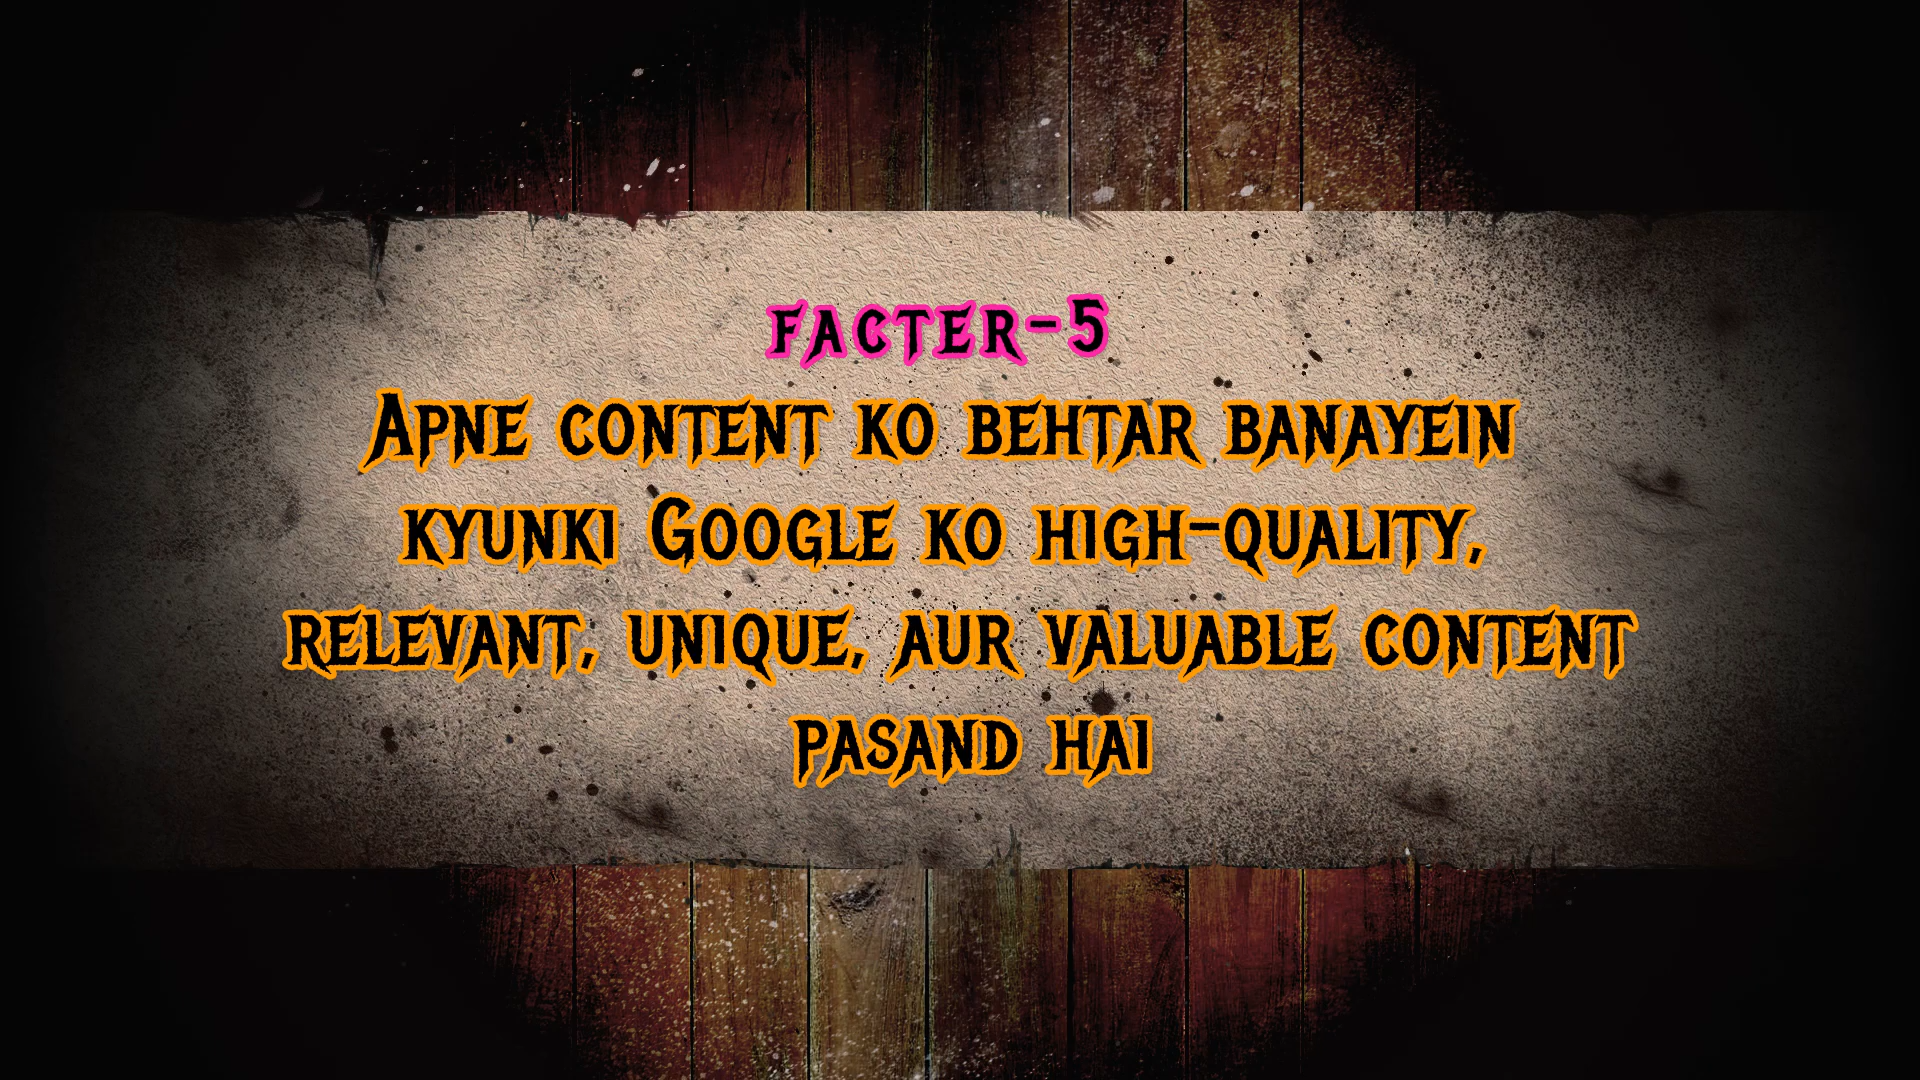 FACTER-5
Apne content ko behtar banayein
kyunki Google ko high-quality,
relevant, unique, aur valuable content
pasand hai